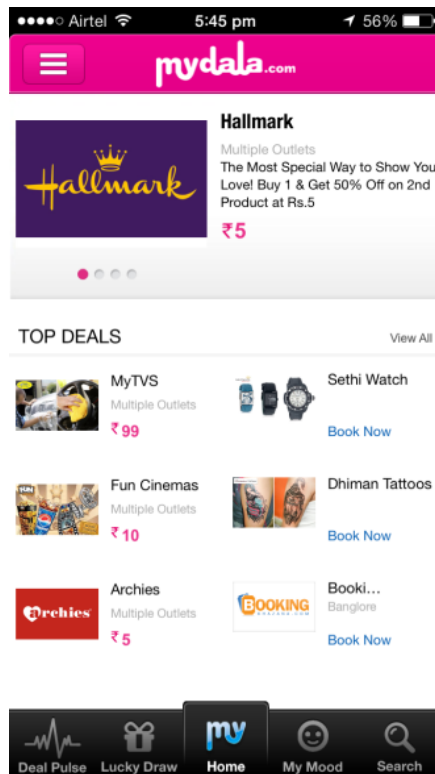 Airtel 5:45 pm 56%
mydala.com
Hallmark
Hallmark
Multiple Outlets
The Most Special Way to Show You
Love! Buy 1 & Get 50% Off on 2nd
Product at Rs.5
₹5
TOP DEALS View All
MyTVS
Multiple Outlets
₹99
Sethi Watch
Book Now
FUN
Fun Cinemas
Multiple Outlets
₹10
Dhiman Tattoos
Book Now
archies
Archies
Multiple Outlets
₹5
BOOKING
Booki...
Banglore
Book Now
my
Deal Pulse Lucky Draw Home My Mood Search